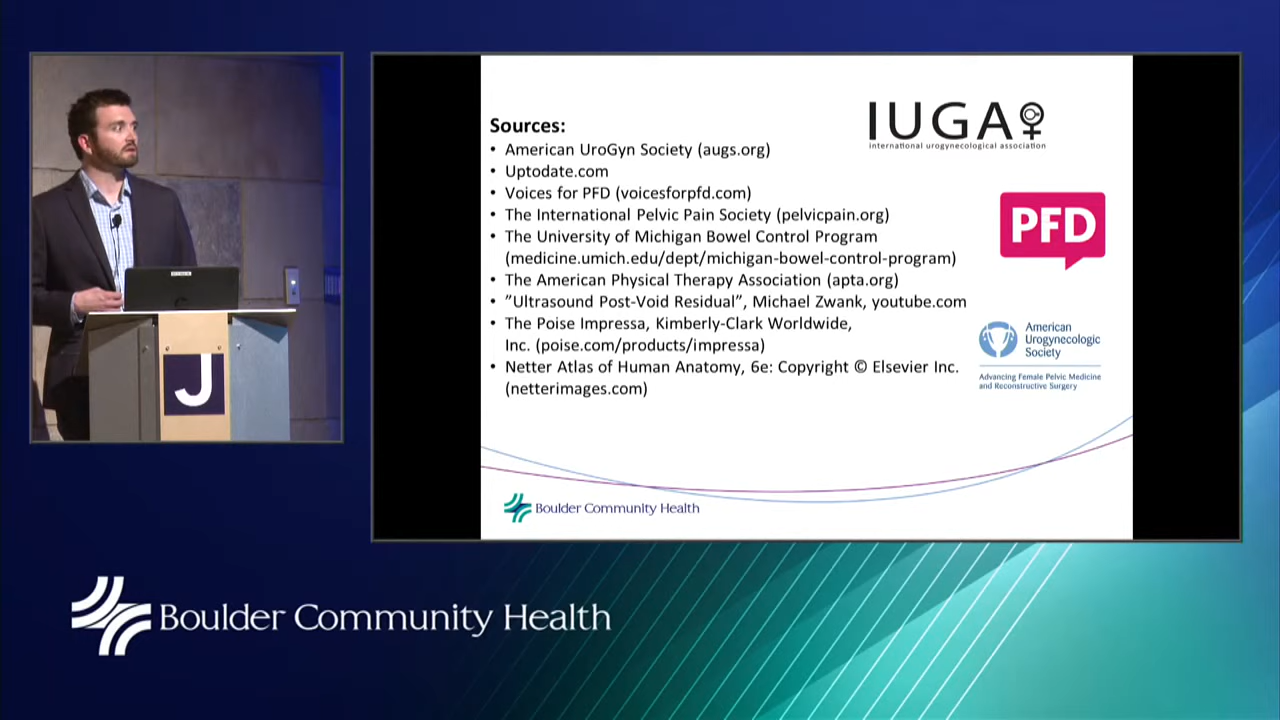 J
Sources:
• American UroGyn Society (augs.org)
• Uptodate.com
• Voices for PFD (voicesforpfd.com)
• The International Pelvic Pain Society (pelvicpain.org)
• The University of Michigan Bowel Control Program
(medicine.umich.edu/dept/michigan-bowel-control-program)
• The American Physical Therapy Association (apta.org)
• ”Ultrasound Post-Void Residual”, Michael Zwank, youtube.com
• The Poise Impressa, Kimberly-Clark Worldwide,
Inc. (poise.com/products/impressa)
• Netter Atlas of Human Anatomy, 6e: Copyright © Elsevier Inc.
(netterimages.com)
IUGA
international urogynecological association
PFD
American
Urogynecologic
Society
Advancing Female Pelvic Medicine
and Reconstructive Surgery
Boulder Community Health
Boulder Community Health